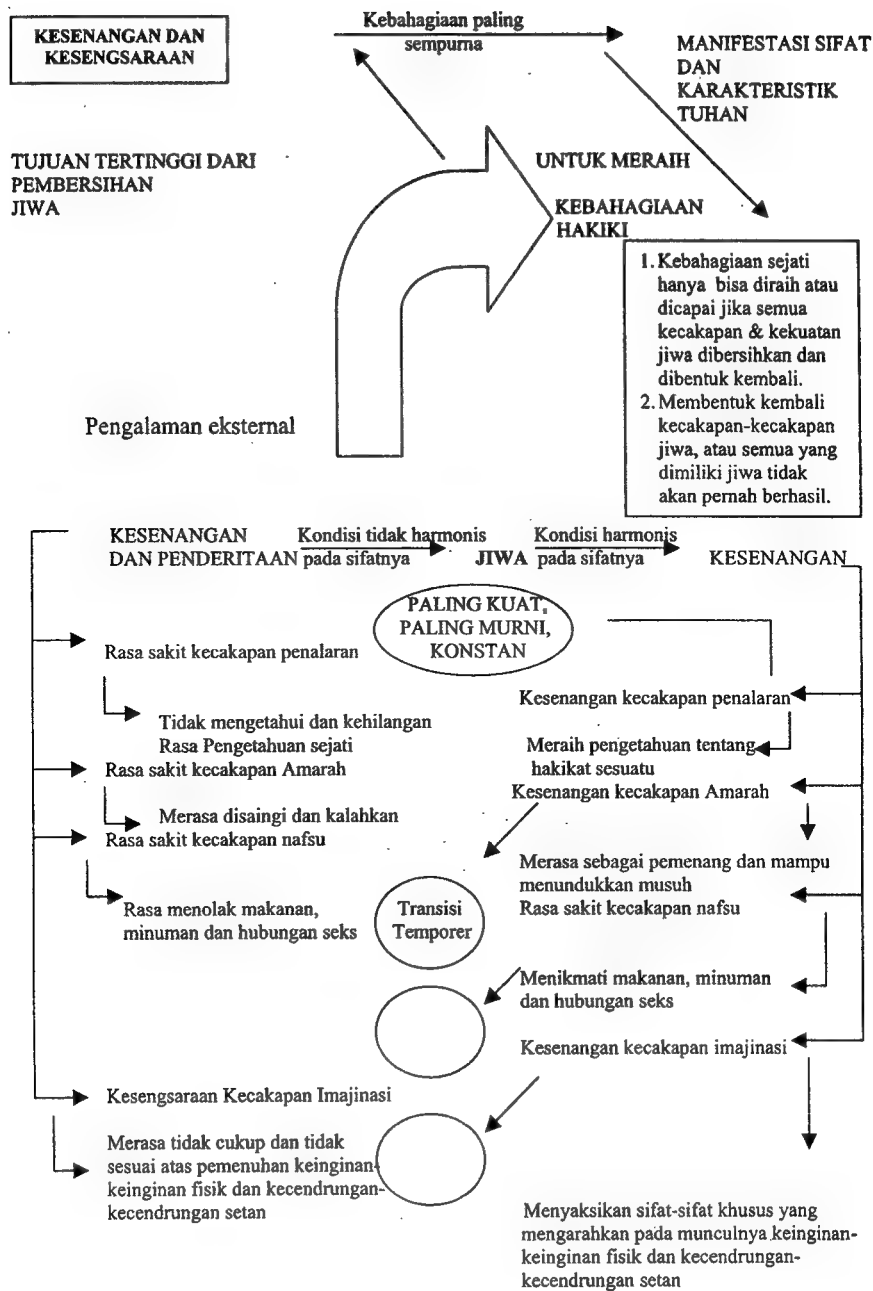 KESENANGAN DAN
KESENGSARAAN
Kebahagiaan paling
sempurna
MANIFESTASI SIFAT
DAN
KARAKTERISTIK
TUHAN
TUJUAN TERTINGGI DARI
PEMBERSIHAN
JIWA
UNTUK MERAIH
KEBAHAGIAAN
HAKIKI
1. Kebahagiaan sejati
hanya bisa diraih atau
dicapai jika semua
kecakapan & kekuatan
jiwa dibersihkan dan
dibentuk kembali.
2. Membentuk kembali
kecakapan-kecakapan
jiwa, atau semua yang
dimiliki jiwa tidak
akan pernah berhasil.
Pengalaman eksternal
KESENANGAN
DAN PENDERITAAN
Kondisi tidak harmonis
pada sifatnya
JIWA
Kondisi harmonis
pada sifatnya
KESENANGAN
PALING KUAT,
PALING MURNI,
KONSTAN
Rasa sakit kecakapan penalaran
Tidak mengetahui dan kehilangan
Rasa Pengetahuan sejati
Rasa sakit kecakapan Amarah
Merasa disaingi dan kalahkan
Rasa sakit kecakapan nafsu
Rasa menolak makanan,
minuman dan hubungan seks
Kesengsaraan Kecakapan Imajinasi
Merasa tidak cukup dan tidak
sesuai atas pemenuhan keinginan-
keinginan fisik dan kecendrungan-
kecendrungan setan
Transisi
Temporer
Kesenangan kecakapan penalaran
Meraih pengetahuan tentang
hakikat sesuatu
Kesenangan kecakapan Amarah
Merasa sebagai pemenang dan mampu
menundukkan musuh
Rasa sakit kecakapan nafsu
Menikmati makanan, minuman
dan hubungan seks
Kesenangan kecakapan imajinasi
Menyaksikan sifat-sifat khusus yang
mengarahkan pada munculnya keinginan-
keinginan fisik dan kecendrungan-
kecendrungan setan